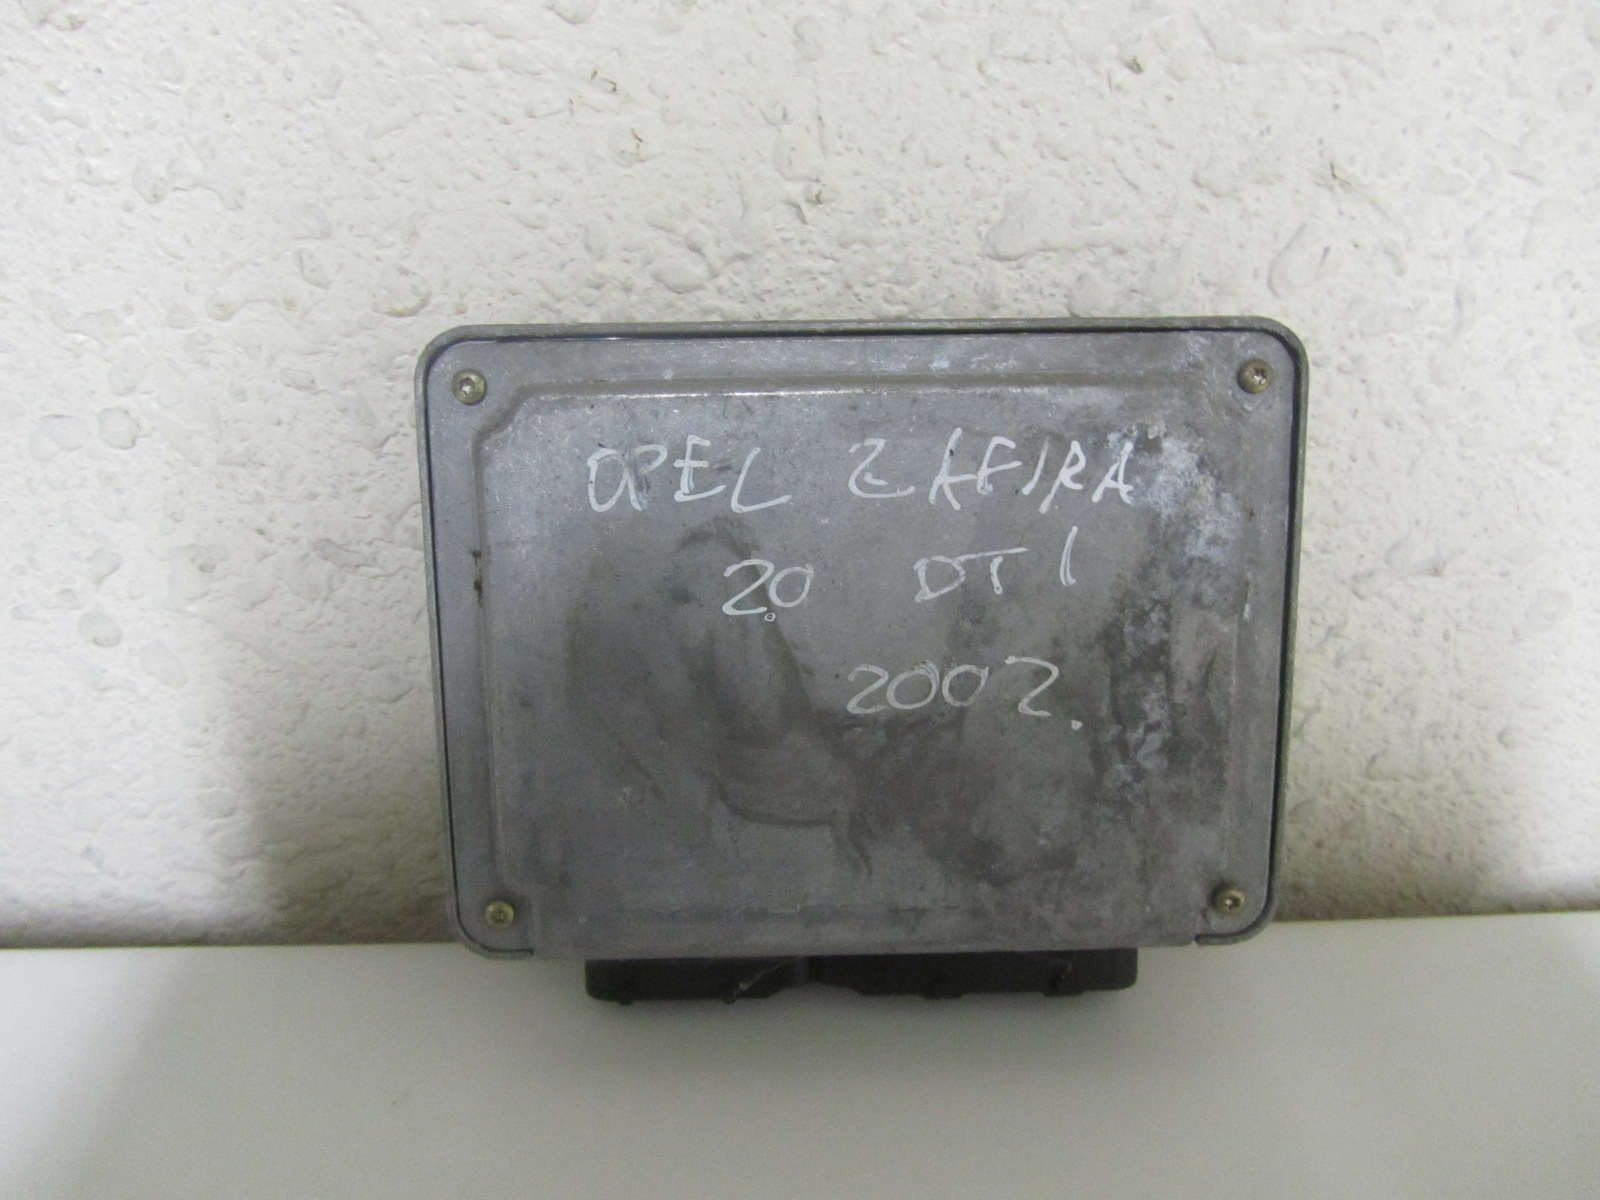 OPEL ZAFIRA
2.0 DTI
2002.